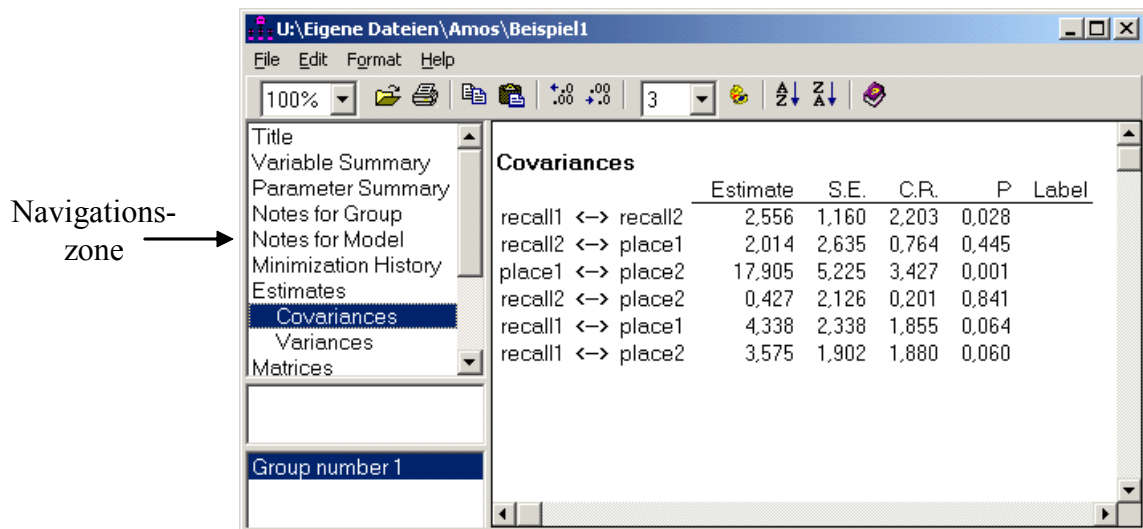 U:\Eigene Dateien\Amos\Beispiel1
File Edit Format Help
100% 3
Navigations-
zone
Title
Variable Summary
Parameter Summary
Notes for Group
Notes for Model
Minimization History
Estimates
Covariances
Variances
Matrices
Group number 1
Covariances
Estimate S.E. C.R. P Label
recall1 <--> recall2 2,556 1,160 2,203 0,028
recall2 <--> place1 2,014 2,635 0,764 0,445
place1 <--> place2 17,905 5,225 3,427 0,001
recall2 <--> place2 0,427 2,126 0,201 0,841
recall1 <--> place1 4,338 2,338 1,855 0,064
recall1 <--> place2 3,575 1,902 1,880 0,060